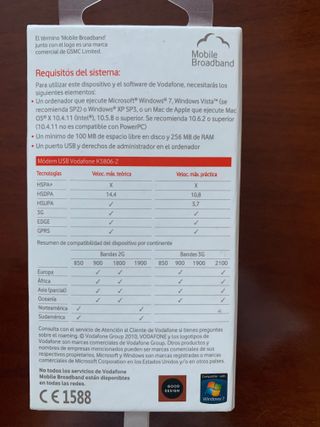 El término 'Mobile Broadband'
junto con el logo es una marca
comercial de GSMC Limited.
Mobile
Broadband
Requisitos del sistema:
Para utilizar este dispositivo y el software de Vodafone, necesitarás los
siguientes elementos:
• Un ordenador que ejecute Microsoft® Windows® 7, Windows Vista™ (se
recomienda SP2) o Windows® XP SP3, o un Mac de Apple que ejecute Mac
OS® X 10.4.11 (Intel®), 10.5.8 o superior. Se recomienda 10.6.2 o superior
(10.4.11 no es compatible con PowerPC)
• Un mínimo de 100 MB de espacio libre en disco y 256 MB de RAM
• Un puerto USB y derechos de administrador en el ordenador
Módem USB Vodafone K3806-Z
Tecnologías Veloc. máx. teórica Veloc. máx. práctica
HSPA+ X X
HSDPA 14,4 10,8
HSUPA ✓ 3,7
3G ✓ ✓
EDGE ✓ ✓
GPRS ✓ ✓
Resumen de compatibilidad del dispositivo por continente
Bandas 2G Bandas 3G
850 900 1800 1900 850 900 1900 2100
Europa ✓ ✓ ✓ ✓
África ✓ ✓ ✓ ✓
Asia (parcial) ✓ ✓ ✓ ✓
Oceanía ✓ ✓ ✓ ✓
Norteamérica ✓ ✓
Sudamérica ✓ ✓
Consulta con el servicio de Atención al Cliente de Vodafone si tienes preguntas
sobre el roaming. © Vodafone Group 2010. VODAFONE y los logotipos de
Vodafone son marcas comerciales de Vodafone Group. Otros productos y
nombres de empresas mencionados pueden ser marcas comerciales de sus
respectivos propietarios. Microsoft y Windows son marcas registradas o marcas
comerciales de Microsoft Corporation en los Estados Unidos y/o en otros países.
No todos los servicios de
Vodafone están disponibles
en todas las redes.
CE 1588
GOOD
DESIGN
Compatible con
Windows® 7